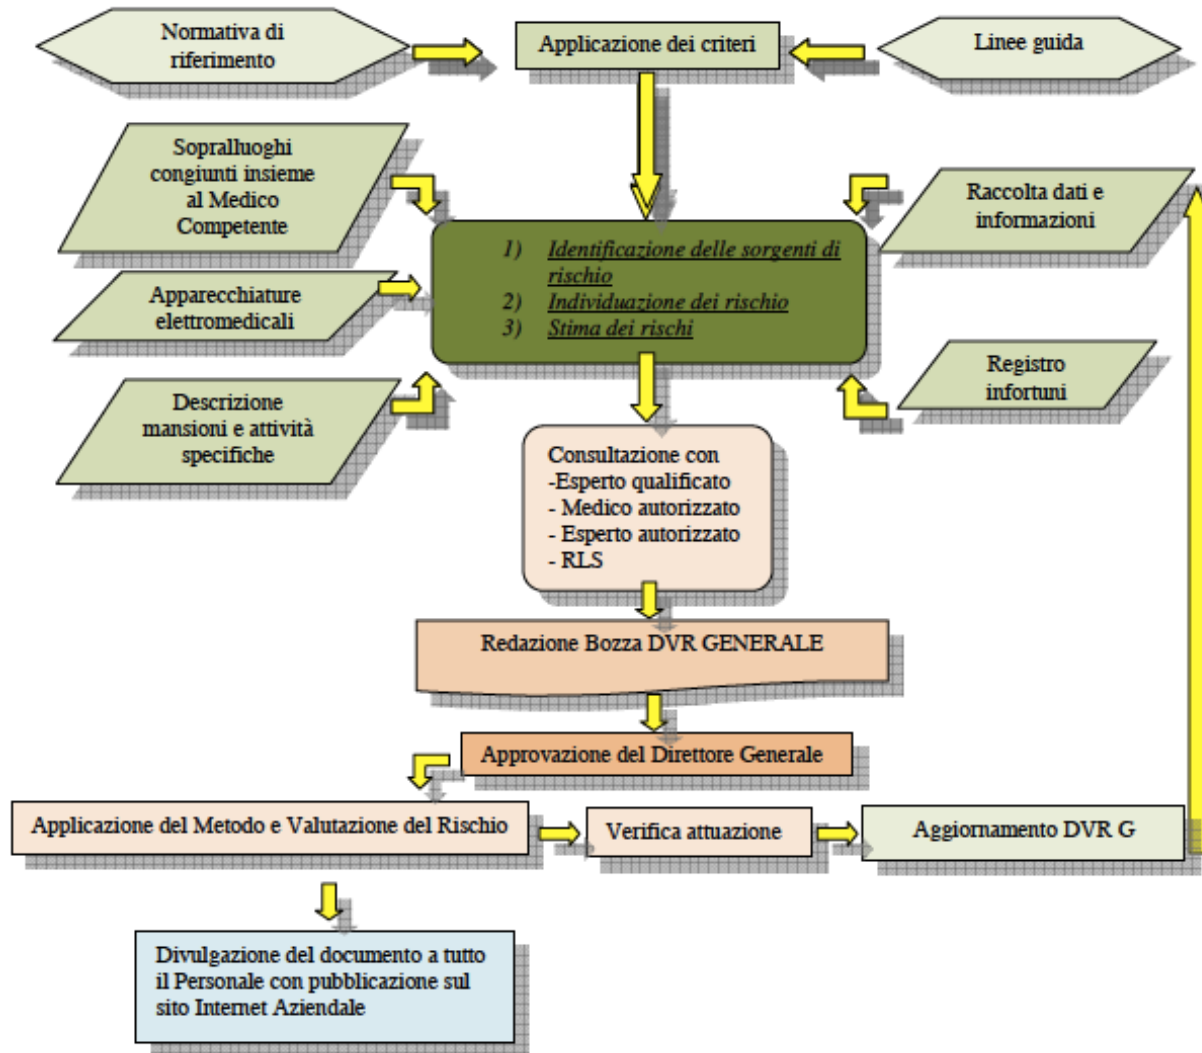 Normativa di
riferimento
Applicazione dei criteri
Linee guida
Sopralluoghi
congiunti insieme
al Medico
Competente
Raccolta dati e
informazioni
1) Identificazione delle sorgenti di
rischio
2) Individuazione dei rischio
3) Stima dei rischi
Apparecchiature
elettromedicali
Registro
infortuni
Descrizione
mansioni e attività
specifiche
Consultazione con
-Esperto qualificato
- Medico autorizzato
- Esperto autorizzato
- RLS
Redazione Bozza DVR GENERALE
Approvazione del Direttore Generale
Applicazione del Metodo e Valutazione del Rischio
Verifica attuazione
Aggiornamento DVR G
Divulgazione del documento a tutto
il Personale con pubblicazione sul
sito Internet Aziendale